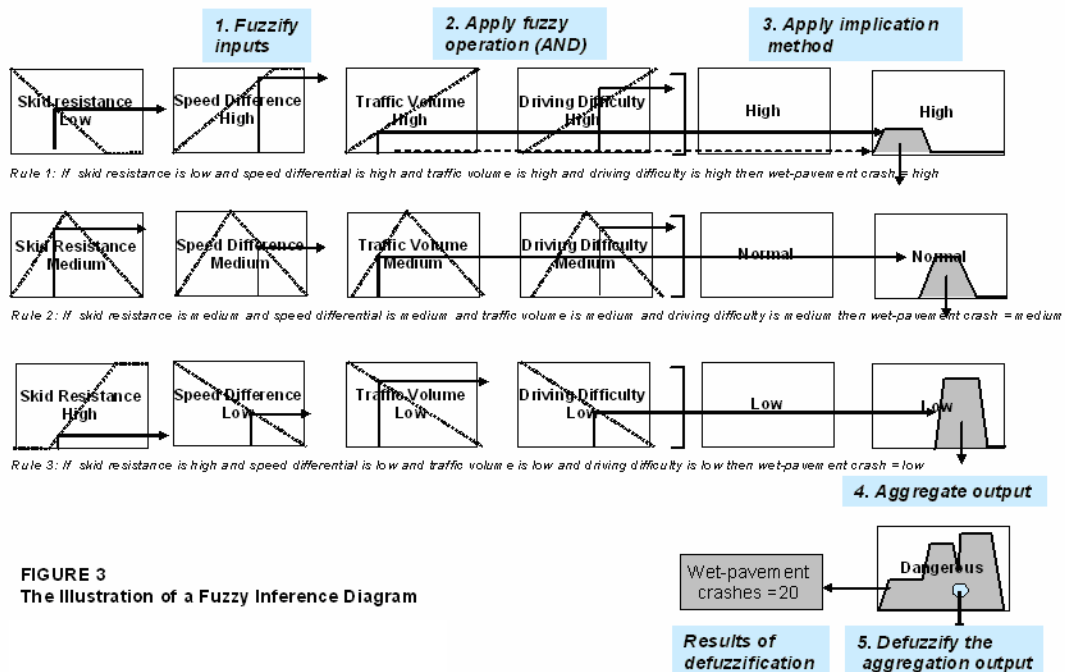 1. Fuzzify
inputs
2. Apply fuzzy
operation (AND)
3. Apply implication
method
Skid resistance
Low
Speed Difference
High
Traffic Volume
High
Driving Difficulty
High
High
High
Rule 1: If skid resistance is low and speed differential is high and traffic volume is high and driving difficulty is high then wet-pavement crash = high
Skid Resistance
Medium
Speed Difference
Medium
Traffic Volume
Medium
Driving Difficulty
Medium
Normal
Normal
Rule 2: If skid resistance is medium and speed differential is medium and traffic volume is medium and driving difficulty is medium then wet-pavement crash = medium
Skid Resistance
High
Speed Difference
Low
Traffic Volume
Low
Driving Difficulty
Low
Low
Low
Rule 3: If skid resistance is high and speed differential is low and traffic volume is low and driving difficulty is low then wet-pavement crash = low
4. Aggregate output
Dangerous
Wet-pavement
crashes =20
FIGURE 3
The Illustration of a Fuzzy Inference Diagram
Results of
defuzzification
5. Defuzzify the
aggregation output